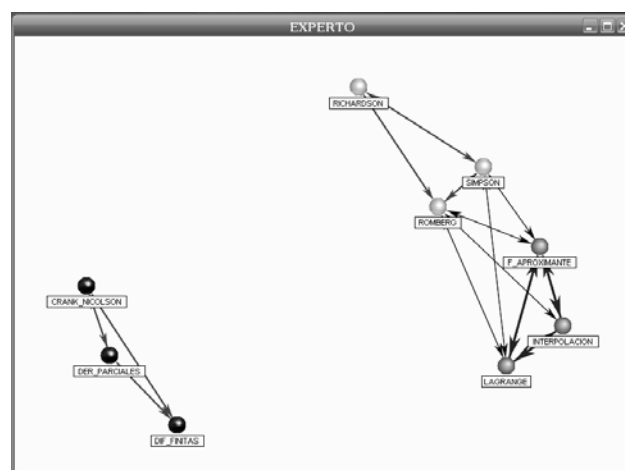 EXPERTO
RICHARDSON
SIMPSON
ROMBERG
F_APROXIMANTE
CRANK_NICOLSON
INTERPOLACION
DER_PARCIALES
LAGRANGE
DIF_FINITAS